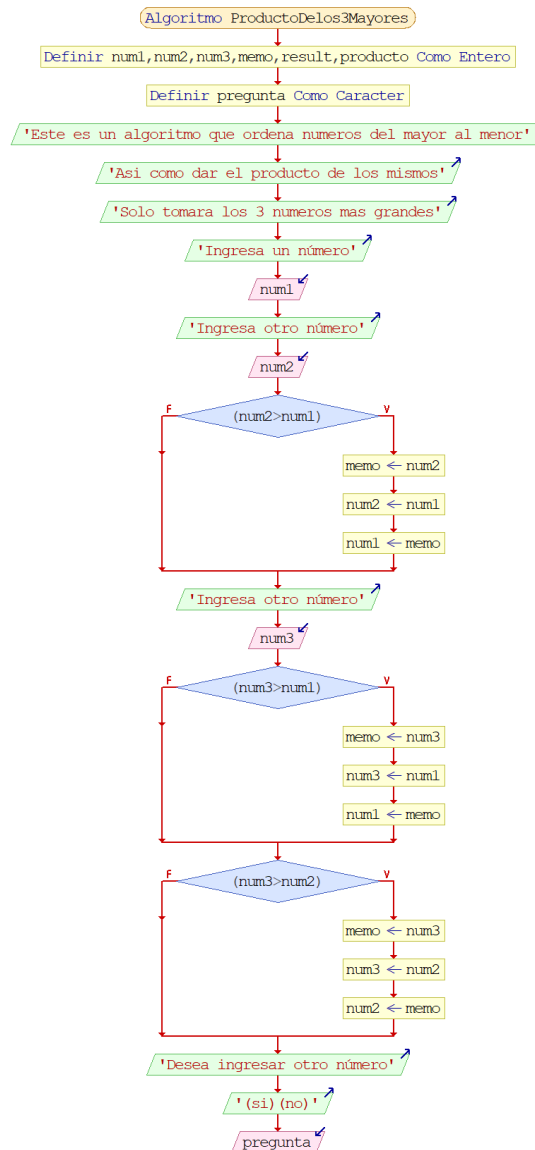 Algoritmo ProductoDelos3Mayores
Definir num1,num2,num3,memo,result,producto Como Entero
Definir pregunta Como Caracter
'Este es un algoritmo que ordena numeros del mayor al menor'
'Asi como dar el producto de los mismos'
'Solo tomara los 3 numeros mas grandes'
'Ingresa un número'
num1
'Ingresa otro número'
num2
F (num2>num1) V
memo ← num2
num2 ← num1
num1 ← memo
'Ingresa otro número'
num3
F (num3>num1) V
memo ← num3
num3 ← num1
num1 ← memo
F (num3>num2) V
memo ← num3
num3 ← num2
num2 ← memo
'Desea ingresar otro número'
'(si)(no)'
pregunta